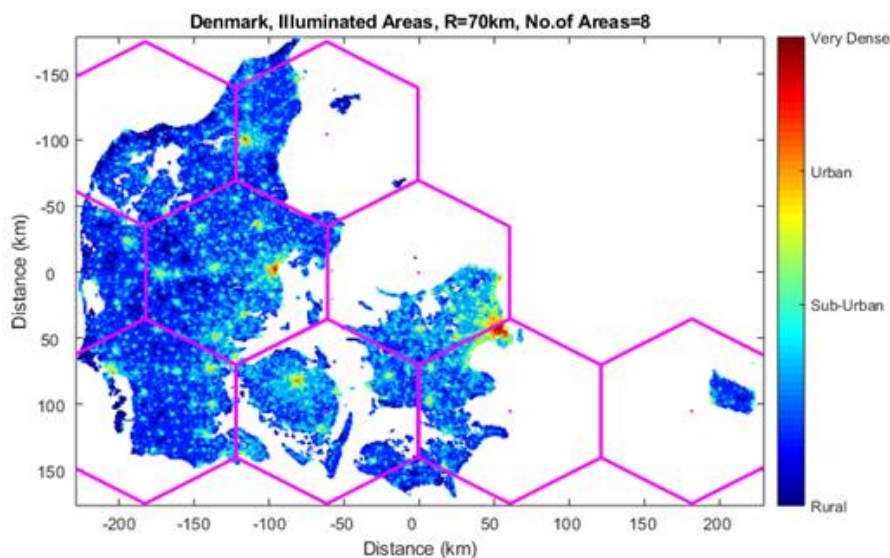 Denmark, Illuminated Areas, R=70km, No.of Areas=8
Very Dense
Urban
Sub-Urban
Rural
-150
-100
-50
0
50
100
150
Distance (km)
-200
-150
-100
-50
0
50
100
150
200
Distance (km)